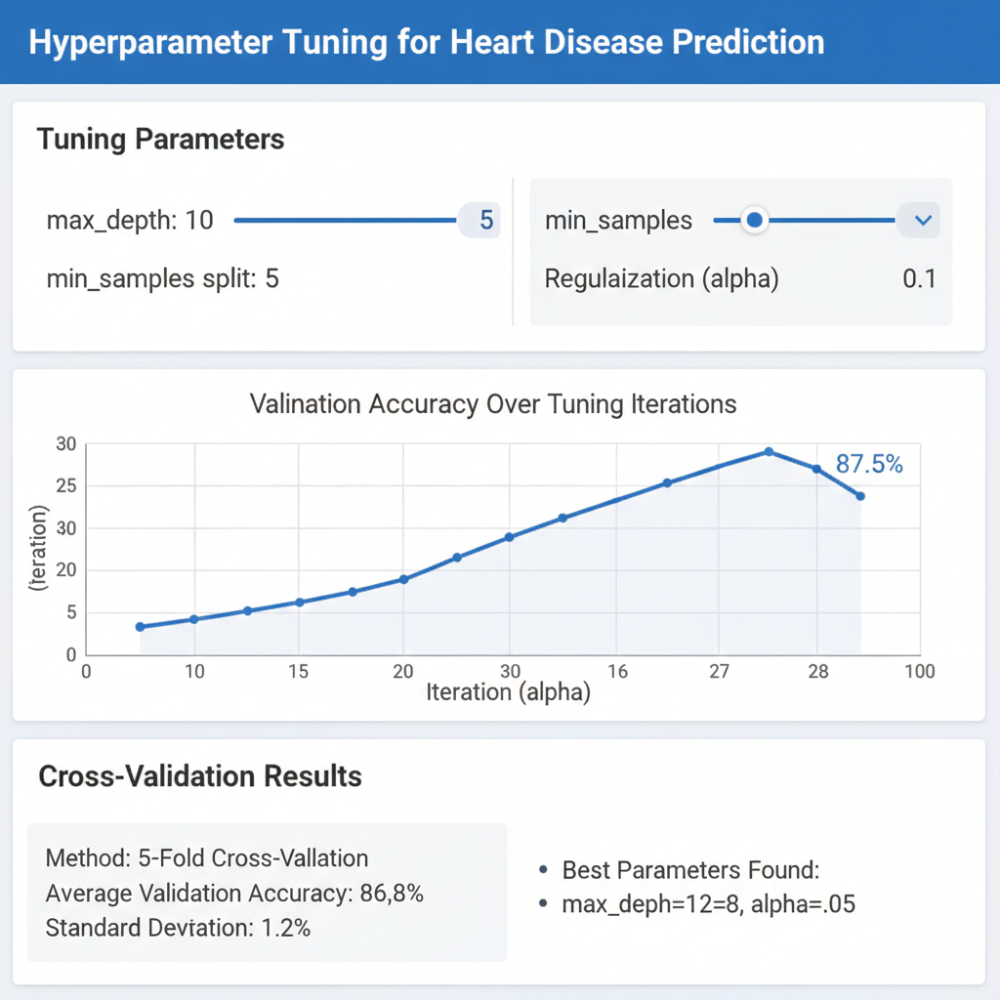 Hyperparameter Tuning for Heart Disease Prediction
Tuning Parameters
max_depth: 10 5
min_samples split: 5
min_samples
Regulaization (alpha) 0.1
Valination Accuracy Over Tuning Iterations
30
25
30
20
5
0
(reration)
87.5%
0 10 15 20 30 16 27 28 100
Iteration (alpha)
Cross-Validation Results
Method: 5-Fold Cross-Vallation
Average Validation Accuracy: 86,8%
Standard Devration: 1.2%
• Best Parameters Found:
• max_deph=12=8, alpha=.05